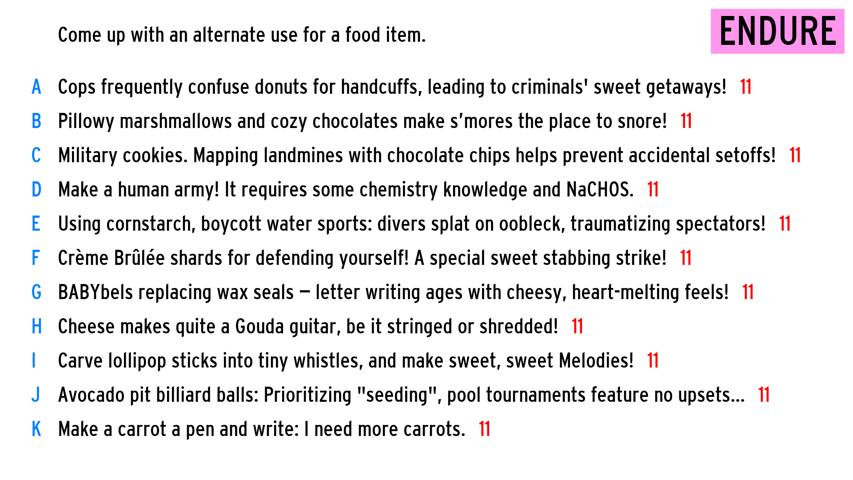 Come up with an alternate use for a food item.
ENDURE
A Cops frequently confuse donuts for handcuffs, leading to criminals' sweet getaways! 11
B Pillowy marshmallows and cozy chocolates make s’mores the place to snore! 11
C Military cookies. Mapping landmines with chocolate chips helps prevent accidental setoffs! 11
D Make a human army! It requires some chemistry knowledge and NaCHOS. 11
E Using cornstarch, boycott water sports: divers splat on oobleck, traumatizing spectators! 11
F Crème Brûlée shards for defending yourself! A special sweet stabbing strike! 11
G BABYbels replacing wax seals – letter writing ages with cheesy, heart-melting feels! 11
H Cheese makes quite a Gouda guitar, be it stringed or shredded! 11
I Carve lollipop sticks into tiny whistles, and make sweet, sweet Melodies! 11
J Avocado pit billiard balls: Prioritizing "seeding", pool tournaments feature no upsets... 11
K Make a carrot a pen and write: I need more carrots. 11